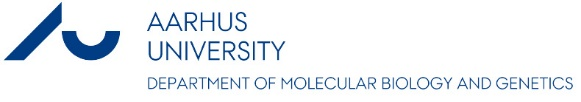 AARHUS
UNIVERSITY
DEPARTMENT OF MOLECULAR BIOLOGY AND GENETICS